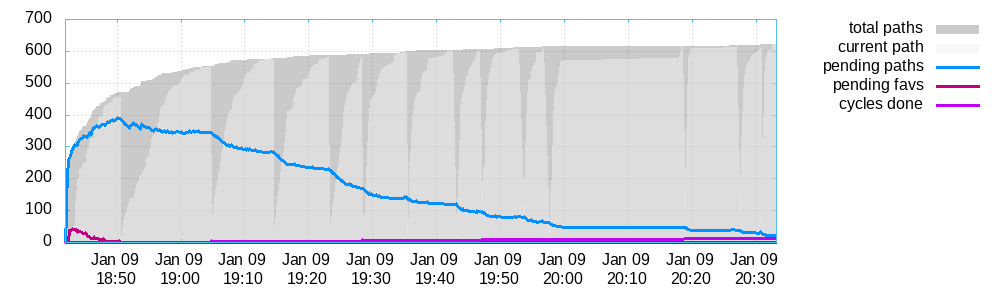 700
600
500
400
300
200
100
0
Jan 09 Jan 09 Jan 09 Jan 09 Jan 09 Jan 09 Jan 09 Jan 09 Jan 09 Jan 09 Jan 09
18:50 19:00 19:10 19:20 19:30 19:40 19:50 20:00 20:10 20:20 20:30
total paths
current path
pending paths
pending favs
cycles done